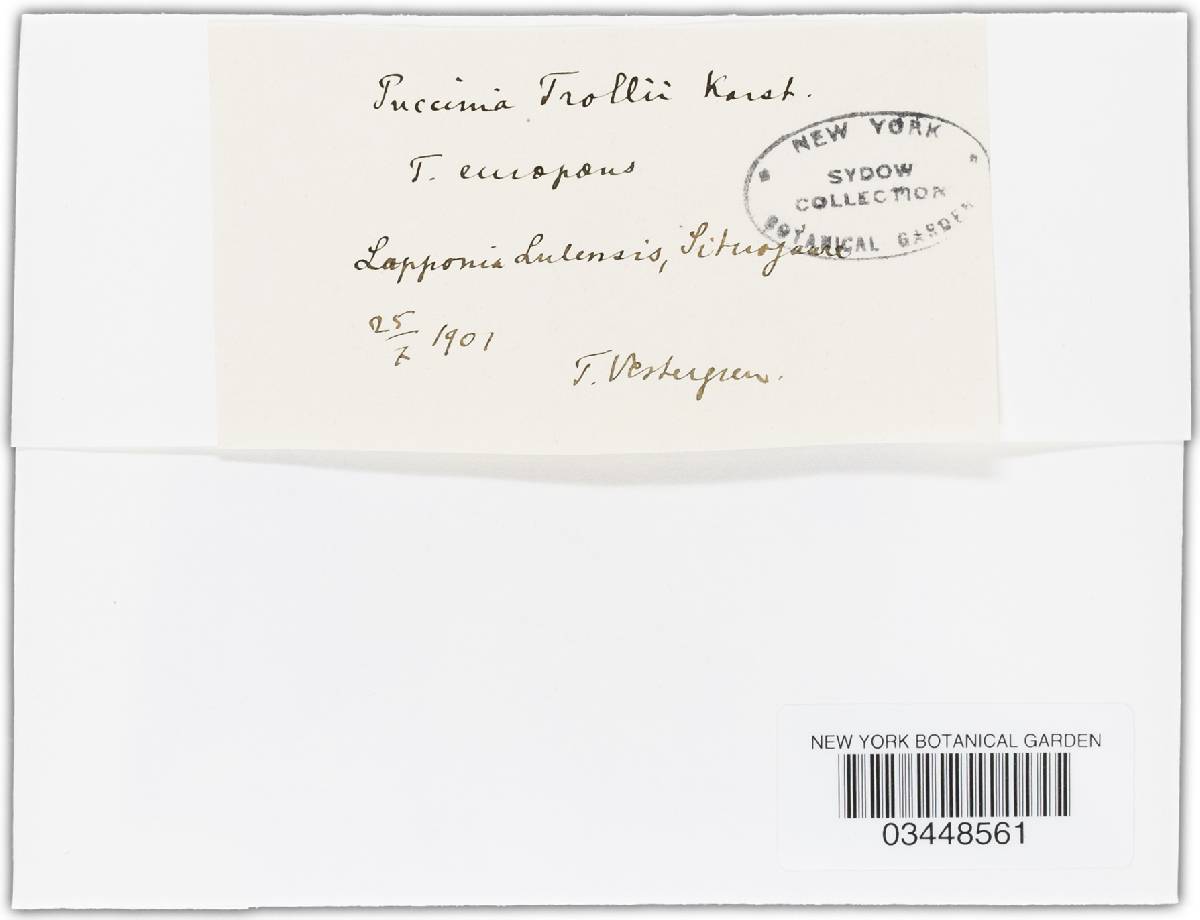 Puccinia Trollii Karst.
T. europæus
NEW YORK
SYDOW
COLLECTION
BOTANICAL GARDEN
Lapponia Lulensis,
25/7 1901
T. Vestergren.
NEW YORK BOTANICAL GARDEN
03448561